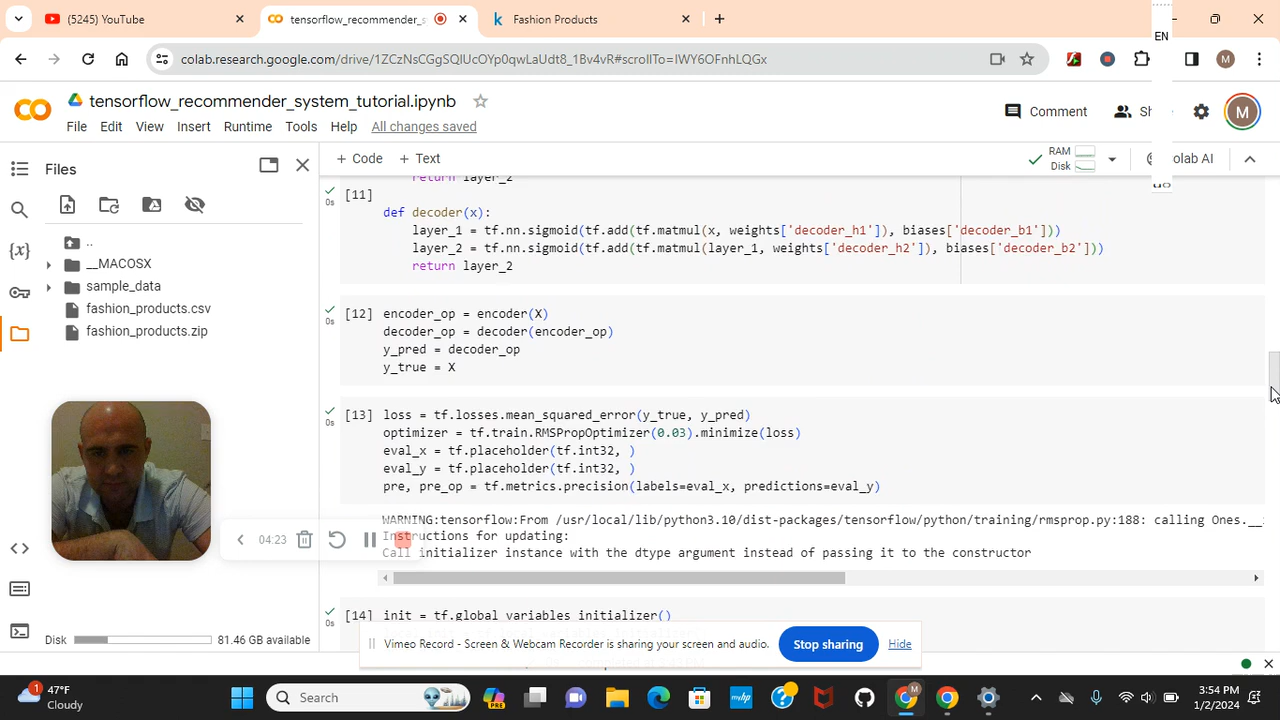 (5245) YouTube
tensorflow_recommender_s
Fashion Products
EN
colab.research.google.com/drive/1ZCzNsCGgSQIUcOYp0qwLaUdt8_1Bv4vR#scrollTo=IWY6OFnhLQGx
M
tensorflow_recommender_system_tutorial.ipynb
File Edit View Insert Runtime Tools Help All changes saved
Comment
M
Files
+ Code + Text
RAM
Disk
olab AI
return layer_2
[11]
0s
def decoder(x):
layer_1 = tf.nn.sigmoid(tf.add(tf.matmul(x, weights['decoder_h1']), biases['decoder_b1']))
layer_2 = tf.nn.sigmoid(tf.add(tf.matmul(layer_1, weights['decoder_h2']), biases['decoder_b2']))
return layer_2
..
__MACOSX
sample_data
fashion_products.csv
fashion_products.zip
[12] encoder_op = encoder(X)
0s
decoder_op = decoder(encoder_op)
y_pred = decoder_op
y_true = X
[13] loss = tf.losses.mean_squared_error(y_true, y_pred)
0s
optimizer = tf.train.RMSPropOptimizer(0.03).minimize(loss)
eval_x = tf.placeholder(tf.int32, )
eval_y = tf.placeholder(tf.int32, )
pre, pre_op = tf.metrics.precision(labels=eval_x, predictions=eval_y)
WARNING:tensorflow:From /usr/local/lib/python3.10/dist-packages/tensorflow/python/training/rmsprop.py:188: calling Ones.__i
Instructions for updating:
Call initializer instance with the dtype argument instead of passing it to the constructor
04:23
[14] init = tf.global_variables_initializer()
0s
Disk 81.46 GB available
Vimeo Record - Screen & Webcam Recorder is sharing your screen and audio.
Stop sharing
Hide
1
47°F
Cloudy
Search
PRE
mhp
3:54 PM
1/2/2024